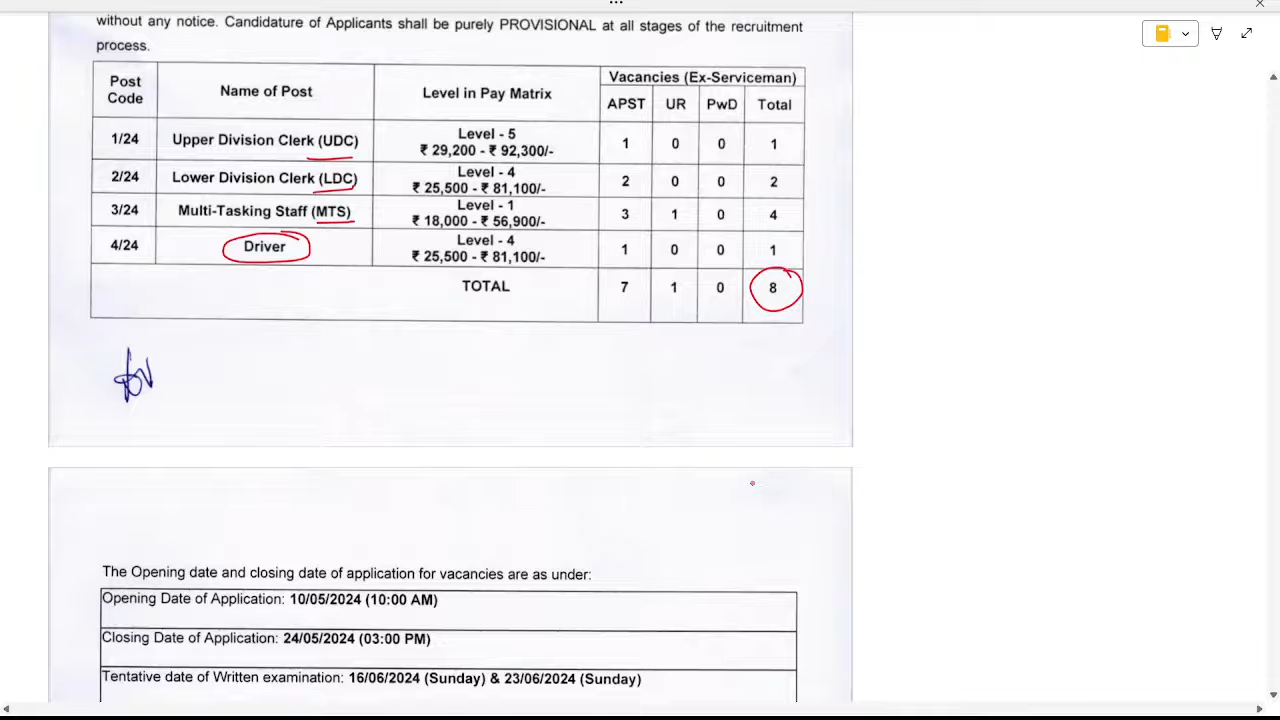 without any notice. Candidature of Applicants shall be purely PROVISIONAL at all stages of the recruitment
process.
Post Code Name of Post Level in Pay Matrix Vacancies (Ex-Serviceman)
APST UR PwD Total
1/24 Upper Division Clerk (UDC) Level - 5 ₹ 29,200 - ₹ 92,300/- 1 0 0 1
2/24 Lower Division Clerk (LDC) Level - 4 ₹ 25,500 - ₹ 81,100/- 2 0 0 2
3/24 Multi-Tasking Staff (MTS) Level - 1 ₹ 18,000 - ₹ 56,900/- 3 1 0 4
4/24 Driver Level - 4 ₹ 25,500 - ₹ 81,100/- 1 0 0 1
TOTAL 7 1 0 8
The Opening date and closing date of application for vacancies are as under:
Opening Date of Application: 10/05/2024 (10:00 AM)
Closing Date of Application: 24/05/2024 (03:00 PM)
Tentative date of Written examination: 16/06/2024 (Sunday) & 23/06/2024 (Sunday)